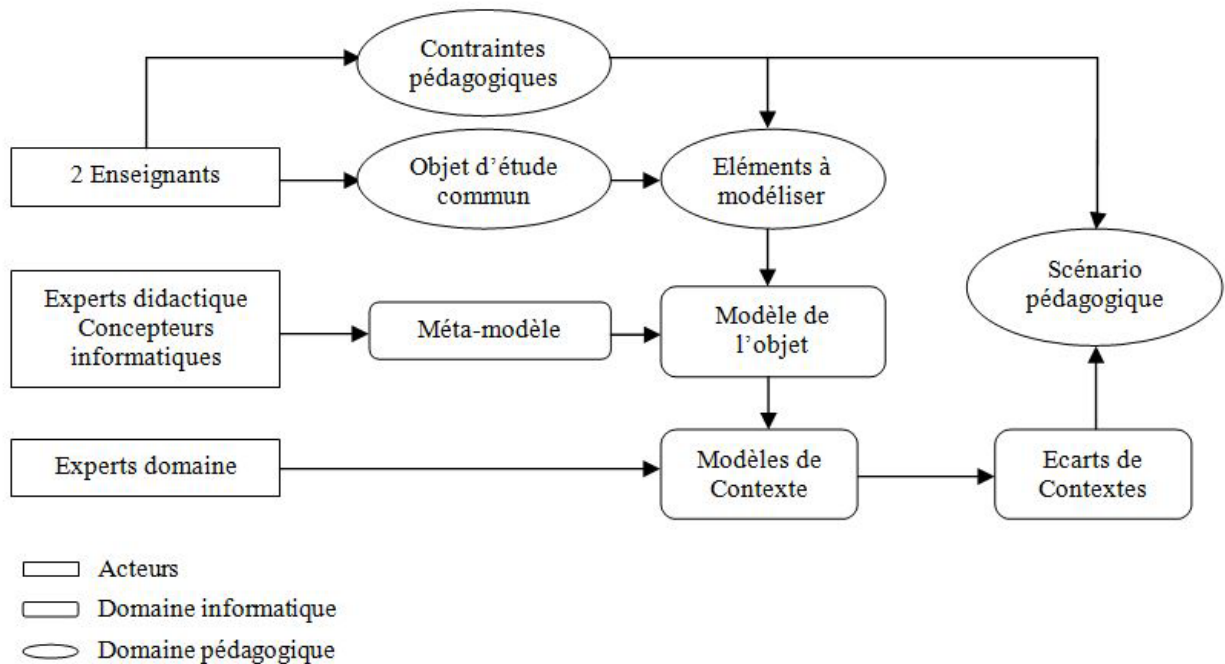 Contraintes
pédagogiques
2 Enseignants
Objet d'étude
commun
Eléments à
modéliser
Scénario
pédagogique
Experts didactique
Concepteurs
informatiques
Méta-modèle
Modèle de
l'objet
Experts domaine
Modèles de
Contexte
Ecarts de
Contextes
Acteurs
Domaine informatique
Domaine pédagogique